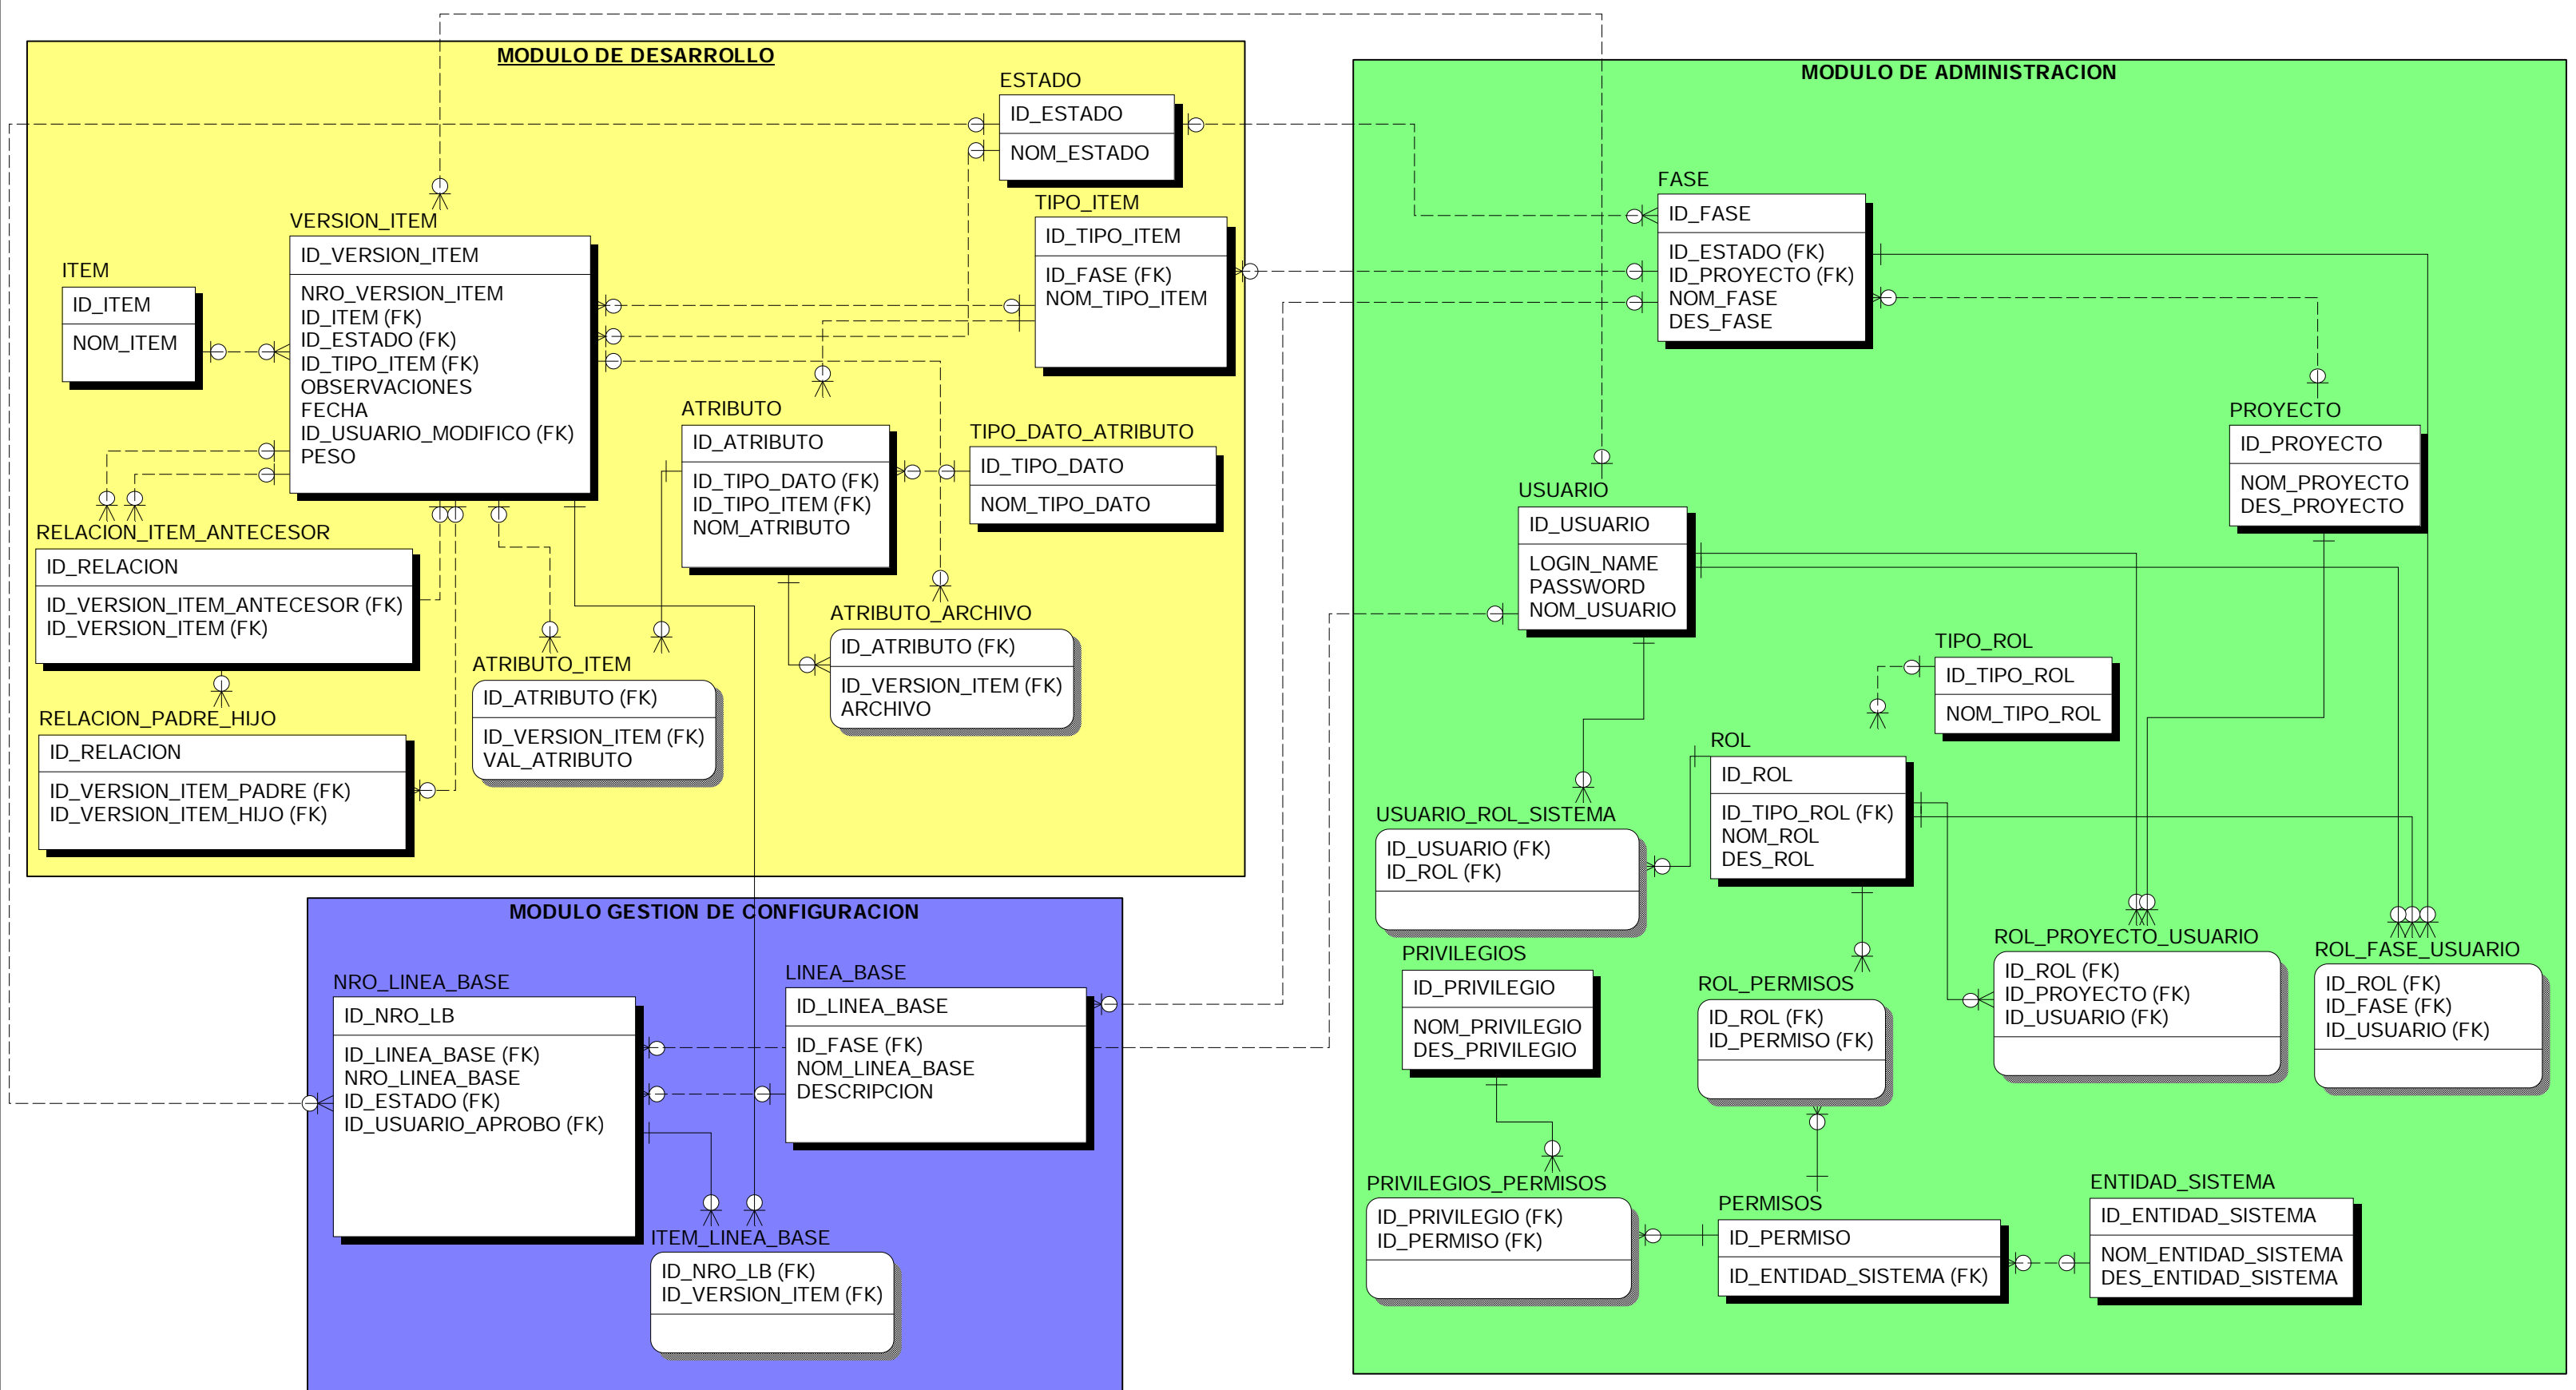 MODULO DE DESARROLLO
ESTADO
ID_ESTADO
NOM_ESTADO
TIPO_ITEM
ID_TIPO_ITEM
ID_FASE (FK)
NOM_TIPO_ITEM
VERSION_ITEM
ID_VERSION_ITEM
NRO_VERSION_ITEM
ID_ITEM (FK)
ID_ESTADO (FK)
ID_TIPO_ITEM (FK)
OBSERVACIONES
FECHA
ID_USUARIO_MODIFICO (FK)
PESO
ITEM
ID_ITEM
NOM_ITEM
ATRIBUTO
ID_ATRIBUTO
ID_TIPO_DATO (FK)
ID_TIPO_ITEM (FK)
NOM_ATRIBUTO
TIPO_DATO_ATRIBUTO
ID_TIPO_DATO
NOM_TIPO_DATO
RELACION_ITEM_ANTECESOR
ID_RELACION
ID_VERSION_ITEM_ANTECESOR (FK)
ID_VERSION_ITEM (FK)
ATRIBUTO_ARCHIVO
ID_ATRIBUTO (FK)
ID_VERSION_ITEM (FK)
ARCHIVO
ATRIBUTO_ITEM
ID_ATRIBUTO (FK)
ID_VERSION_ITEM (FK)
VAL_ATRIBUTO
RELACION_PADRE_HIJO
ID_RELACION
ID_VERSION_ITEM_PADRE (FK)
ID_VERSION_ITEM_HIJO (FK)
MODULO GESTION DE CONFIGURACION
NRO_LINEA_BASE
ID_NRO_LB
ID_LINEA_BASE (FK)
NRO_LINEA_BASE
ID_ESTADO (FK)
ID_USUARIO_APROBO (FK)
LINEA_BASE
ID_LINEA_BASE
ID_FASE (FK)
NOM_LINEA_BASE
DESCRIPCION
ITEM_LINEA_BASE
ID_NRO_LB (FK)
ID_VERSION_ITEM (FK)
MODULO DE ADMINISTRACION
FASE
ID_FASE
ID_ESTADO (FK)
ID_PROYECTO (FK)
NOM_FASE
DES_FASE
PROYECTO
ID_PROYECTO
NOM_PROYECTO
DES_PROYECTO
USUARIO
ID_USUARIO
LOGIN_NAME
PASSWORD
NOM_USUARIO
TIPO_ROL
ID_TIPO_ROL
NOM_TIPO_ROL
ROL
ID_ROL
ID_TIPO_ROL (FK)
NOM_ROL
DES_ROL
USUARIO_ROL_SISTEMA
ID_USUARIO (FK)
ID_ROL (FK)
PRIVILEGIOS
ID_PRIVILEGIO
NOM_PRIVILEGIO
DES_PRIVILEGIO
ROL_PERMISOS
ID_ROL (FK)
ID_PERMISO (FK)
ROL_PROYECTO_USUARIO
ID_ROL (FK)
ID_PROYECTO (FK)
ID_USUARIO (FK)
ROL_FASE_USUARIO
ID_ROL (FK)
ID_FASE (FK)
ID_USUARIO (FK)
PRIVILEGIOS_PERMISOS
ID_PRIVILEGIO (FK)
ID_PERMISO (FK)
PERMISOS
ID_PERMISO
ID_ENTIDAD_SISTEMA (FK)
ENTIDAD_SISTEMA
ID_ENTIDAD_SISTEMA
NOM_ENTIDAD_SISTEMA
DES_ENTIDAD_SISTEMA